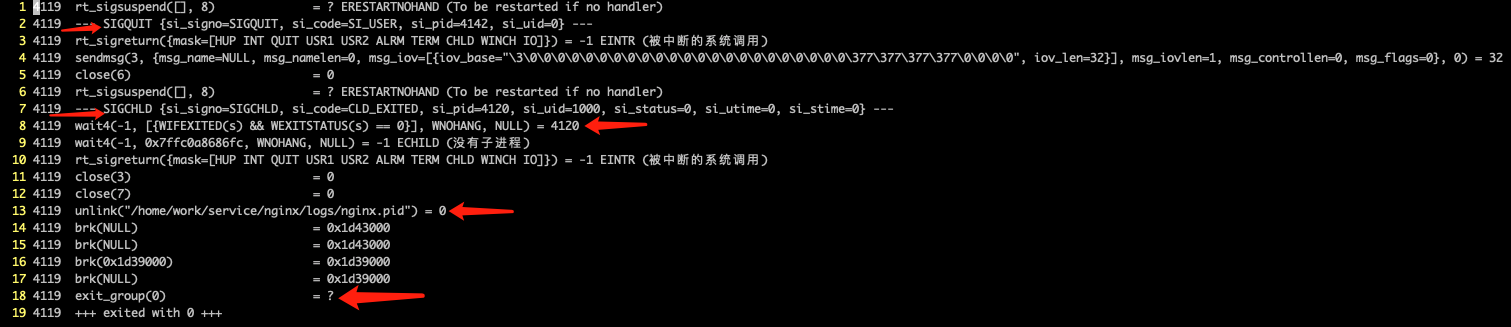 1 4119 rt_sigsuspend([], 8) = ? ERESTARTNOHAND (To be restarted if no handler)
2 4119 --- SIGQUIT {si_signo=SIGQUIT, si_code=SI_USER, si_pid=4142, si_uid=0} ---
3 4119 rt_sigreturn({mask=[HUP INT QUIT USR1 USR2 ALRM TERM CHLD WINCH IO]}) = -1 EINTR (被中断的系统调用)
4 4119 sendmsg(3, {msg_name=NULL, msg_namelen=0, msg_iov=[{iov_base="\3\0\0\0\0\0\0\0\0\0\0\0\0\0\0\0\0\0\0\0\0\0\0\0\377\377\377\377\0\0\0\0", iov_len=32}], msg_iovlen=1, msg_controllen=0, msg_flags=0}, 0) = 32
5 4119 close(6) = 0
6 4119 rt_sigsuspend([], 8) = ? ERESTARTNOHAND (To be restarted if no handler)
7 4119 --- SIGCHLD {si_signo=SIGCHLD, si_code=CLD_EXITED, si_pid=4120, si_uid=1000, si_status=0, si_utime=0, si_stime=0} ---
8 4119 wait4(-1, [{WIFEXITED(s) && WEXITSTATUS(s) == 0}], WNOHANG, NULL) = 4120
9 4119 wait4(-1, 0x7ffc0a8686fc, WNOHANG, NULL) = -1 ECHILD (没有子进程)
10 4119 rt_sigreturn({mask=[HUP INT QUIT USR1 USR2 ALRM TERM CHLD WINCH IO]}) = -1 EINTR (被中断的系统调用)
11 4119 close(3) = 0
12 4119 close(7) = 0
13 4119 unlink("/home/work/service/nginx/logs/nginx.pid") = 0
14 4119 brk(NULL) = 0x1d43000
15 4119 brk(NULL) = 0x1d43000
16 4119 brk(0x1d39000) = 0x1d39000
17 4119 brk(NULL) = 0x1d39000
18 4119 exit_group(0) = ?
19 4119 +++ exited with 0 +++